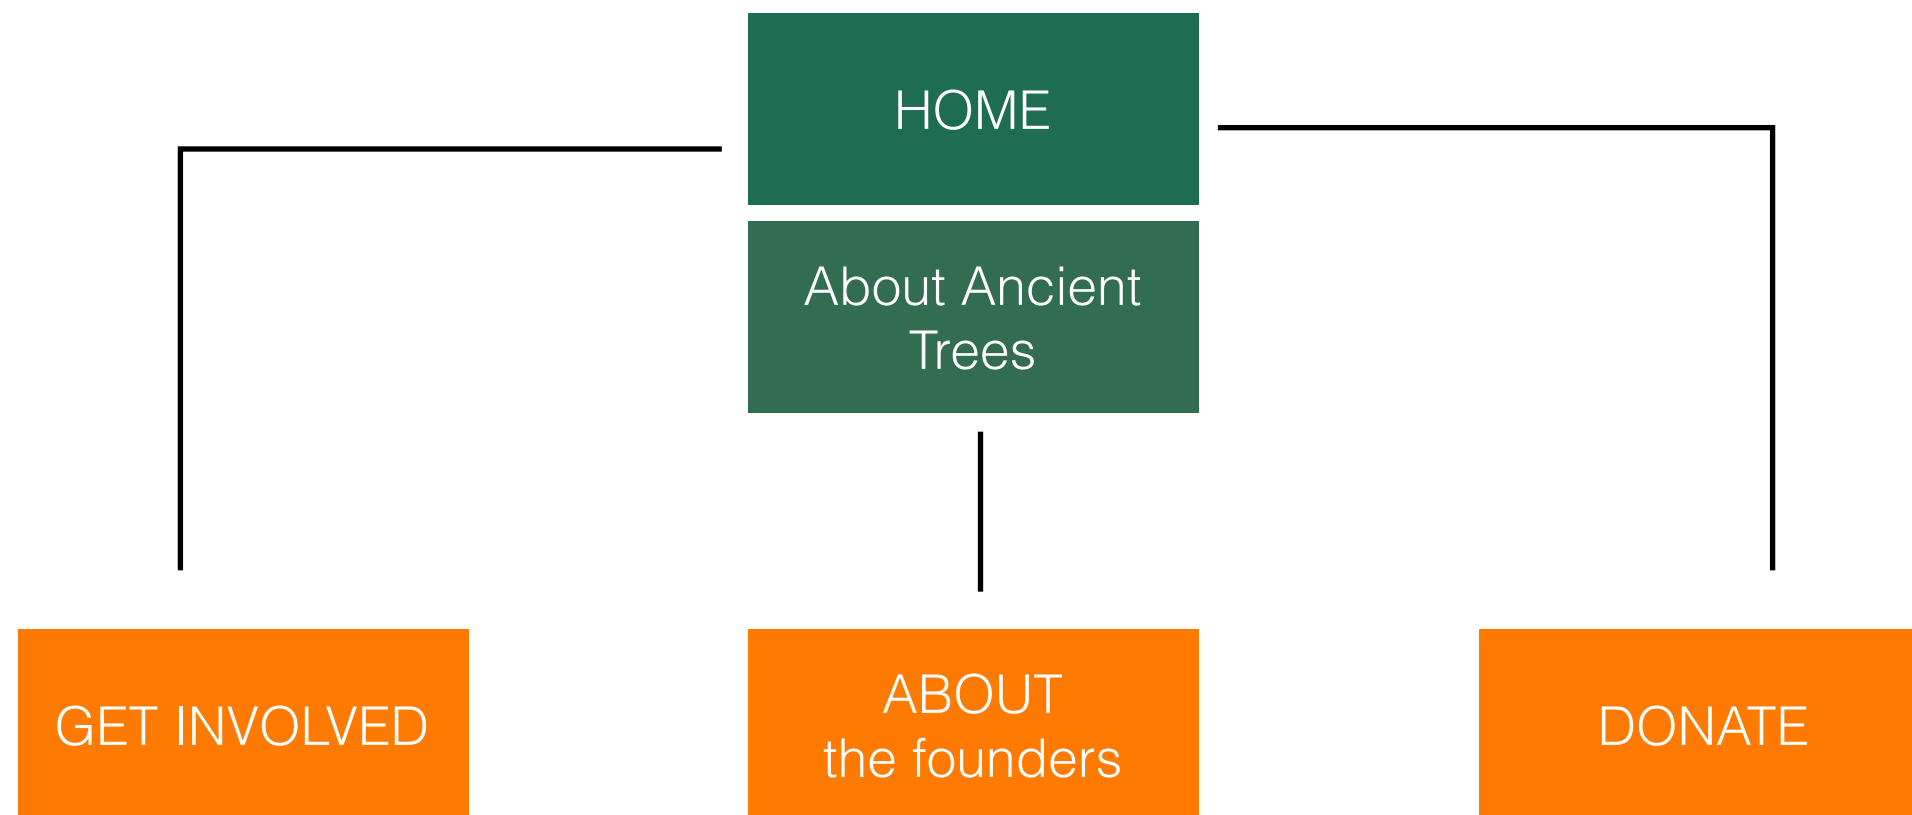 HOME
About Ancient
Trees
GET INVOLVED
ABOUT
the founders
DONATE